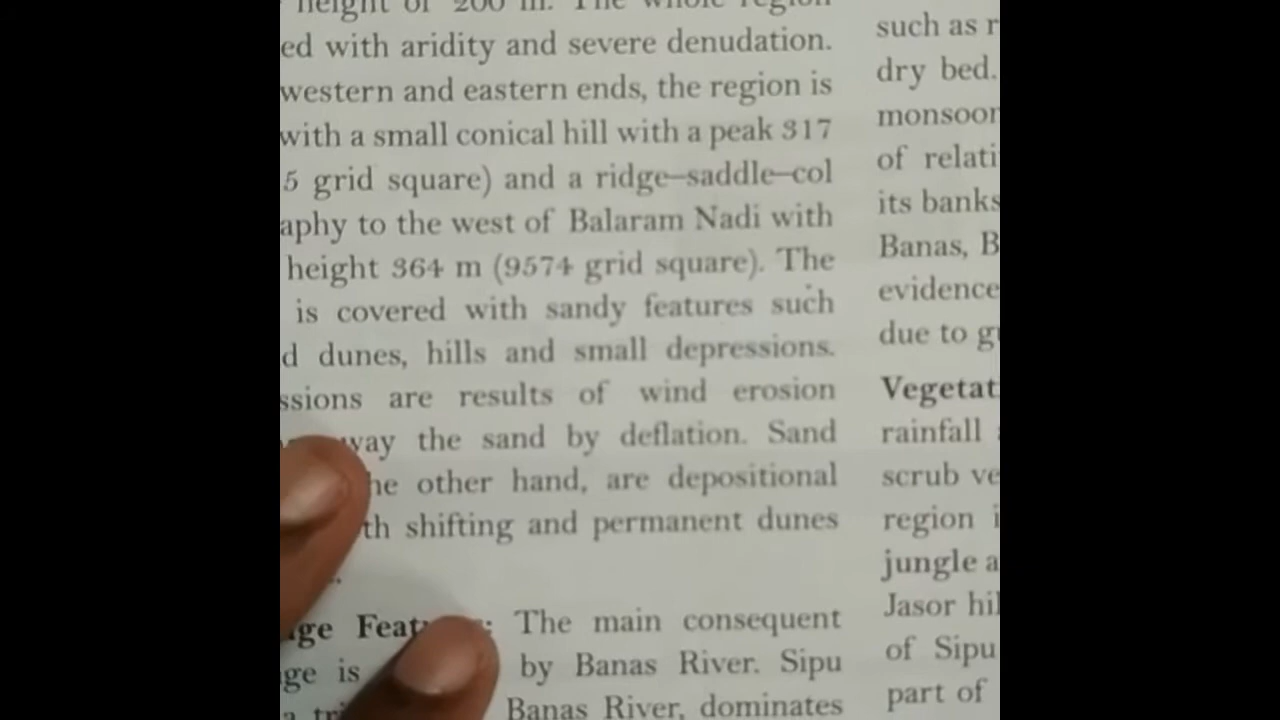 height of 200 m. The whole region
ed with aridity and severe denudation.
western and eastern ends, the region is
with a small conical hill with a peak 317
5 grid square) and a ridge–saddle–col
aphy to the west of Balaram Nadi with
height 364 m (9574 grid square). The
is covered with sandy features such
d dunes, hills and small depressions.
ssions are results of wind erosion
way the sand by deflation. Sand
he other hand, are depositional
th shifting and permanent dunes
ge Feat : The main consequent
ge is by Banas River. Sipu
a tri Banas River, dominates
such as r
dry bed.
monsoor
of relati
its banks
Banas, B
evidence
due to g
Vegetat
rainfall
scrub ve
region i
jungle a
Jasor hil
of Sipu
part of